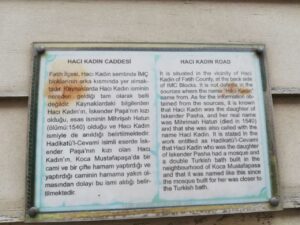 HACI KADIN CADDESİ
Fatih İlçesi, Hacı Kadın semtinde İMÇ
bloklarının arka kısmında yer almak-
tadır. Kaynaklarda Hacı Kadın isminin
nereden geldiği tam olarak belli
değildir. Kaynaklardaki bilgilerden
Hacı Kadın'ın, İskender Paşa'nın kızı
olduğu, esas isminin Mihrişah Hatun
(ölümü:1540) olduğu ve Hacı Kadın
ismiyle de anıldığı belirtilmektedir.
Hadikatü'l-Cevami isimli eserde İsken-
der Paşa'nın kızı olan Hacı
Kadın'ın, Koca Mustafapaşa'da bir
cami ve bir çifte hamam yaptırdığı ve
yaptırdığı caminin hamama yakın ol-
masından dolayı bu ismi aldığı belir-
tilmektedir.
HACI KADIN ROAD
It is situated in the vicinity of Hacı
Kadın of Fatih County, at the back side
of IMC Blocks. It is not definite in the
sources where the name Hacı Kadın
came from. As for the information ob-
tained from the sources, it is known
that Hacı Kadın was the daughter of
İskender Pasha, and her real name
was Mihrimah Hatun (died in 1540)
and that she was also called with the
name Hacı Kadın. It is stated in the
work entitled as Hadikatü'l-Cevami
that Hacı Kadın who was the daughter
of İskender Pasha had a mosque and
a double Turkish bath built in the
neighbourhood of Koca Mustafapasa
and that it was named like this since
the mosque built for her was closer to
the Turkish bath.